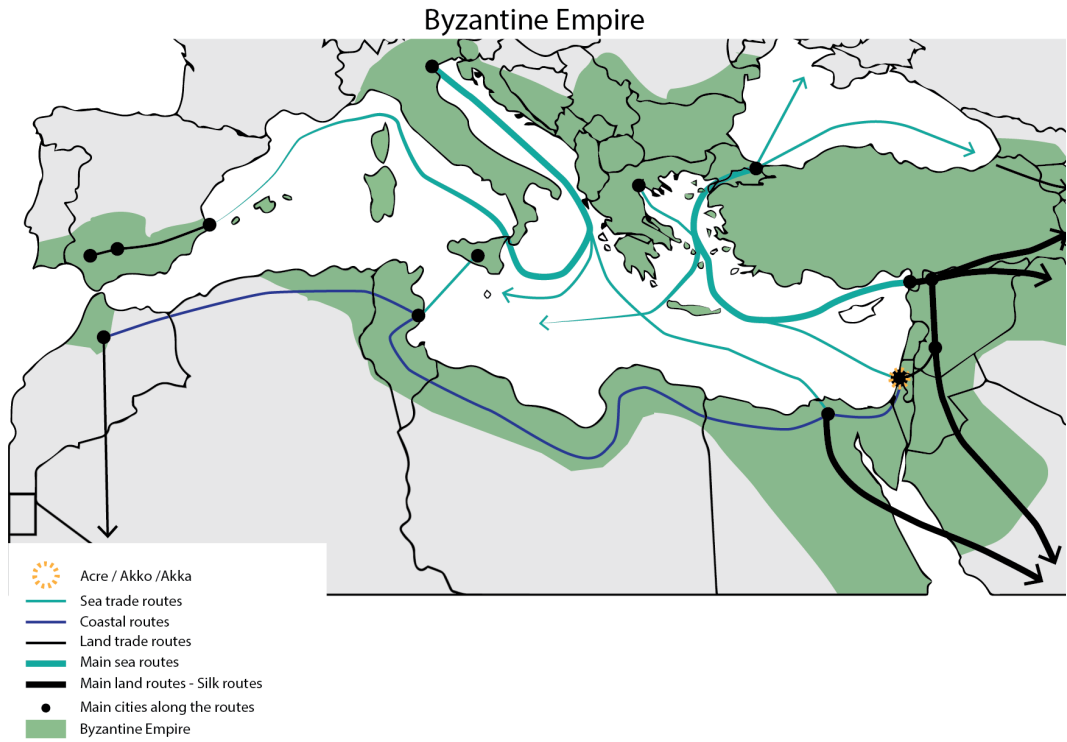 Byzantine Empire
Acre / Akko /Akka
Sea trade routes
Coastal routes
Land trade routes
Main sea routes
Main land routes - Silk routes
Main cities along the routes
Byzantine Empire